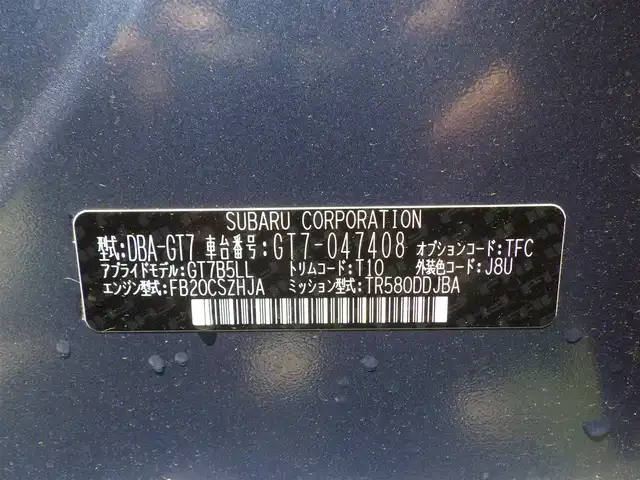 SUBARU CORPORATION
型式:DBA-GT7 車台番号:GT7-047408 オプションコード:TFC
アプライドモデル:GT7B5LL トリムコード:T10 外装色コード:J8U
エンジン型式:FB20CSZHJA ミッション型式:TR580DDJBA